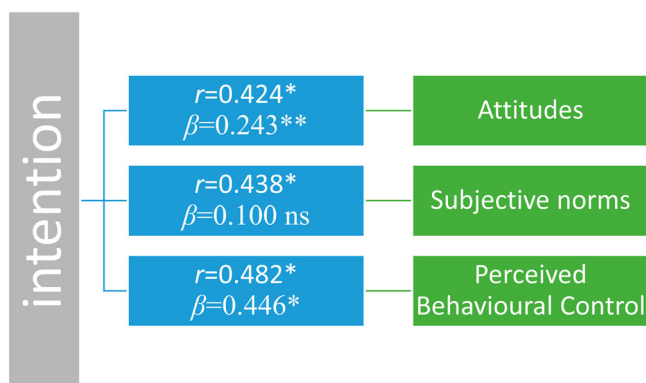 intention
r=0.424*
β=0.243**
Attitudes
r=0.438*
β=0.100 ns
Subjective norms
r=0.482*
β=0.446*
Perceived
Behavioural Control